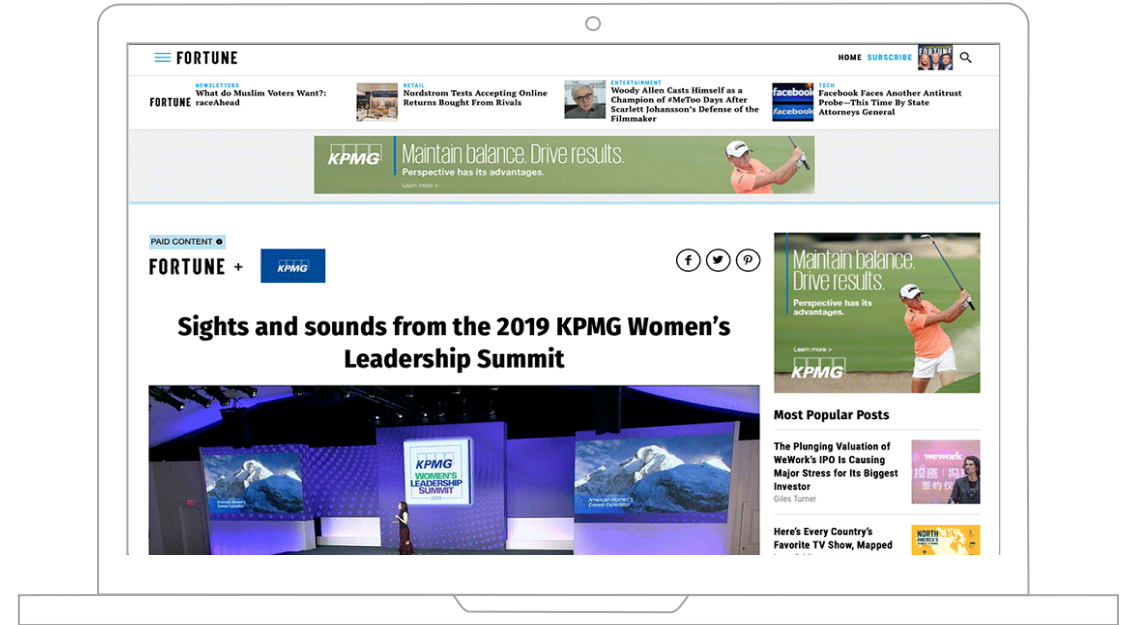 FORTUNE
HOME SUBSCRIBE
FORTUNE
FORTUNE
NEWSLETTERS
What do Muslim Voters Want?:
raceAhead
RETAIL
Nordstrom Tests Accepting Online
Returns Bought From Rivals
ENTERTAINMENT
Woody Allen Casts Himself as a
Champion of #MeToo Days After
Scarlett Johansson's Defense of the
Filmmaker
facebook
facebook
TECH
Facebook Faces Another Antitrust
Probe—This Time By State
Attorneys General
KPMG
Maintain balance. Drive results.
Perspective has its advantages.
Learn more >
PAID CONTENT
FORTUNE + KPMG
Sights and sounds from the 2019 KPMG Women's
Leadership Summit
KPMG
WOMEN'S
LEADERSHIP
SUMMIT
2019
American Women's
Everest Expedition
Maintain balance.
Drive results.
Perspective has its
advantages.
Learn more >
KPMG
Most Popular Posts
The Plunging Valuation of
WeWork's IPO Is Causing
Major Stress for Its Biggest
Investor
Giles Turner
wework
Here's Every Country's
Favorite TV Show, Mapped
NORTH
AMERICA'S